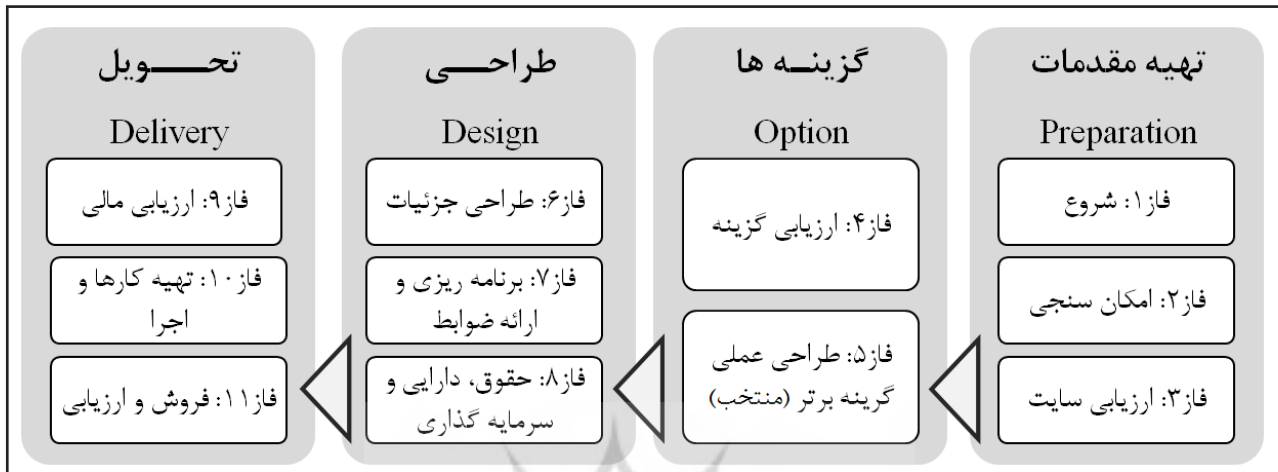 تهیه مقدمات
Preparation
فاز۱: شروع
فاز۲: امکان سنجی
فاز۳: ارزیابی سایت
گزینــه ها
Option
فاز۴: ارزیابی گزینه
فاز۵: طراحی عملی
گرینه برتر (منتخب)
طراحــــی
Design
فاز۶: طراحی جزئیات
فاز۷: برنامه ریزی و
ارائه ضوابط
فاز۸: حقوق، دارایی و
سرمایه گذاری
تحـــــویل
Delivery
فاز۹: ارزیابی مالی
فاز۱۰: تهیه کارها و
اجرا
فاز۱۱: فروش و ارزیابی